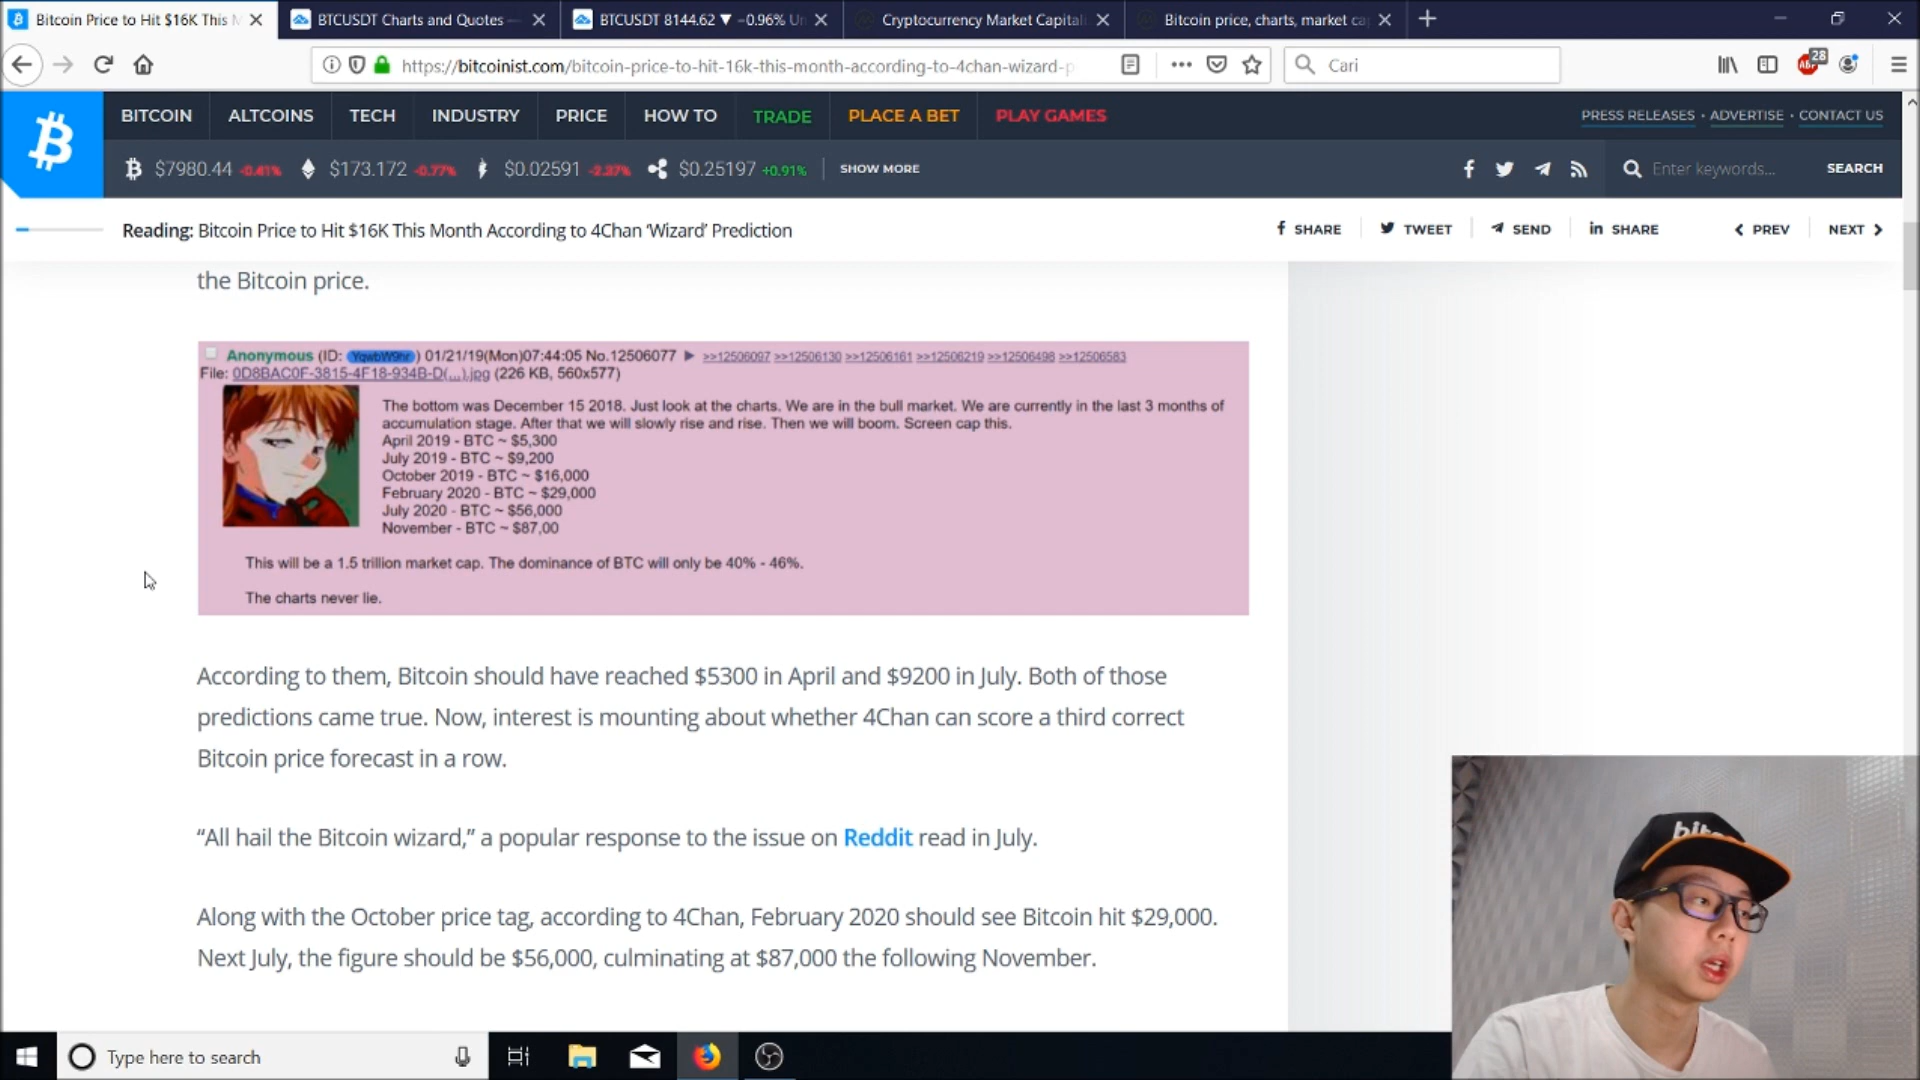 Bitcoin Price to Hit $16K This M
BTCUSDT Charts and Quotes —
BTCUSDT 8144.62 ▼ −0.96% Un
Cryptocurrency Market Capitali
Bitcoin price, charts, market ca
https://bitcoinist.com/bitcoin-price-to-hit-16k-this-month-according-to-4chan-wizard-p
Cari
ABP
28
BITCOIN
ALTCOINS
TECH
INDUSTRY
PRICE
HOW TO
TRADE
PLACE A BET
PLAY GAMES
PRESS RELEASES • ADVERTISE • CONTACT US
$7980.44 -0.41% $173.172 -0.77% $0.02591 -2.37% $0.25197 +0.91% SHOW MORE
Enter keywords...
SEARCH
Reading: Bitcoin Price to Hit $16K This Month According to 4Chan ‘Wizard’ Prediction
SHARE
TWEET
SEND
SHARE
PREV
NEXT
the Bitcoin price.
Anonymous (ID: YqwbW9hr) 01/21/19(Mon)07:44:05 No.12506077 ▶ >>12506097 >>12506130 >>12506161 >>12506219 >>12506498 >>12506583
File: 0D8BAC0F-3815-4F18-934B-D(...).jpg (226 KB, 560x577)
The bottom was December 15 2018. Just look at the charts. We are in the bull market. We are currently in the last 3 months of
accumulation stage. After that we will slowly rise and rise. Then we will boom. Screen cap this.
April 2019 - BTC ~ $5,300
July 2019 - BTC ~ $9,200
October 2019 - BTC ~ $16,000
February 2020 - BTC ~ $29,000
July 2020 - BTC ~ $56,000
November - BTC ~ $87,00
This will be a 1.5 trillion market cap. The dominance of BTC will only be 40% - 46%.
The charts never lie.
According to them, Bitcoin should have reached $5300 in April and $9200 in July. Both of those
predictions came true. Now, interest is mounting about whether 4Chan can score a third correct
Bitcoin price forecast in a row.
“All hail the Bitcoin wizard,” a popular response to the issue on Reddit read in July.
Along with the October price tag, according to 4Chan, February 2020 should see Bitcoin hit $29,000.
Next July, the figure should be $56,000, culminating at $87,000 the following November.
Type here to search